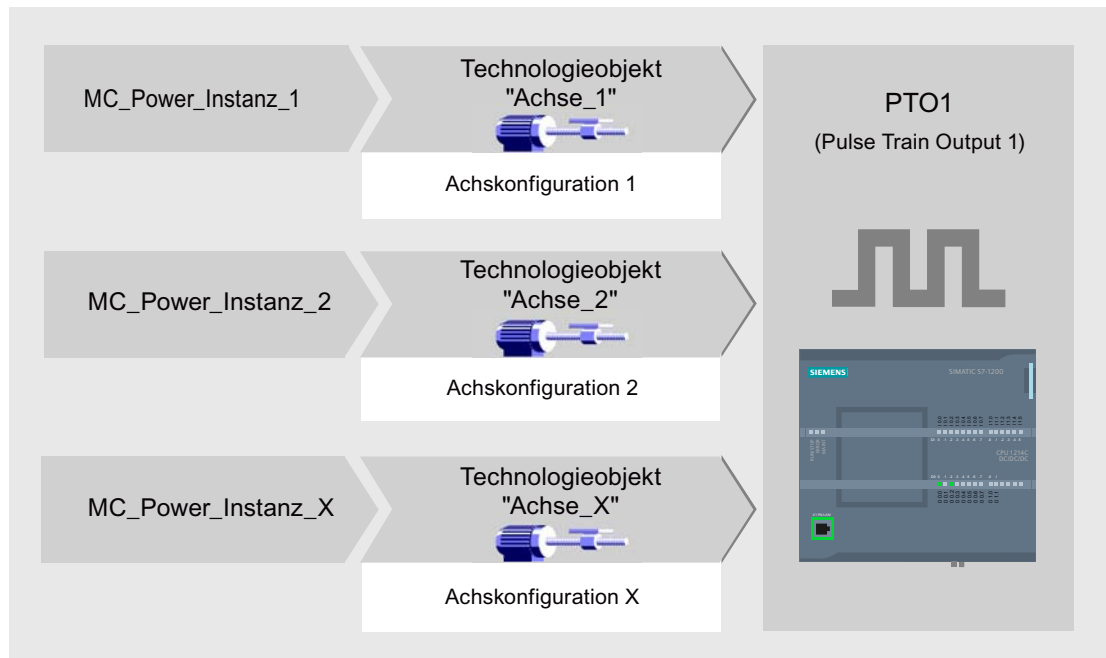 MC_Power_Instanz_1
Technologieobjekt
"Achse_1"
Achskonfiguration 1
MC_Power_Instanz_2
Technologieobjekt
"Achse_2"
Achskonfiguration 2
MC_Power_Instanz_X
Technologieobjekt
"Achse_X"
Achskonfiguration X
PTO1
(Pulse Train Output 1)
SIEMENS
SIMATIC S7-1200
CPU 1214C
DC/DC/DC